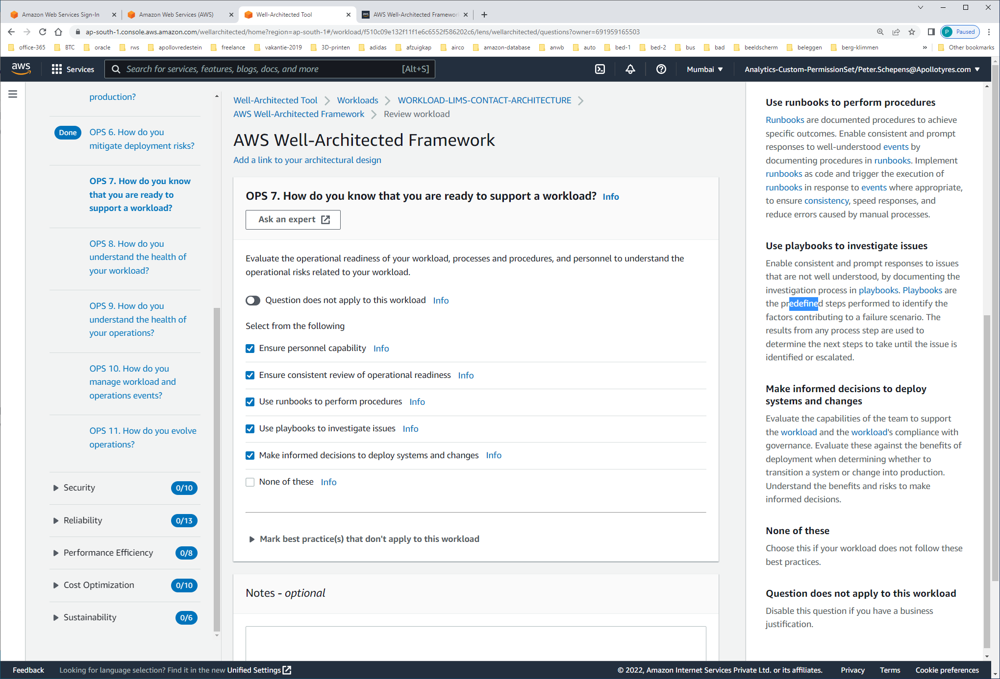 Amazon Web Services Sign-In
Amazon Web Services (AWS)
Well-Architected Tool
AWS Well-Architected Framework
ap-south-1.console.aws.amazon.com/wellarchitected/home?region=ap-south-1#/workload/f510c09e132f11f1e6c6552f586202c6/lens/wellarchitected/questions?owner=691959165503
P Paused
office-365
BTC
oracle
rws
apollovredestein
freelance
vakantie-2019
3D-printen
adidas
afzuigkap
airco
amazon-database
anwb
auto
bed-1
bed-2
bus
bad
beeldscherm
beleggen
berg-klimmen
»
Other bookmarks
aws
Services
Search for services, features, blogs, docs, and more [Alt+S]
Mumbai
Analytics-Custom-PermissionSet/Peter.Schepens@Apollotyres.com
production?
Done
OPS 6. How do you
mitigate deployment risks?
OPS 7. How do you know
that you are ready to
support a workload?
OPS 8. How do you
understand the health of
your workload?
OPS 9. How do you
understand the health of
your operations?
OPS 10. How do you
manage workload and
operations events?
OPS 11. How do you evolve
operations?
Security 0/10
Reliability 0/13
Performance Efficiency 0/8
Cost Optimization 0/10
Sustainability 0/6
Well-Architected Tool
Workloads
WORKLOAD-LIMS-CONTACT-ARCHITECTURE
AWS Well-Architected Framework
Review workload
AWS Well-Architected Framework
Add a link to your architectural design
OPS 7. How do you know that you are ready to support a workload? Info
Ask an expert
Evaluate the operational readiness of your workload, processes and procedures, and personnel to understand the
operational risks related to your workload.
Question does not apply to this workload Info
Select from the following
Ensure personnel capability Info
Ensure consistent review of operational readiness Info
Use runbooks to perform procedures Info
Use playbooks to investigate issues Info
Make informed decisions to deploy systems and changes Info
None of these Info
Mark best practice(s) that don't apply to this workload
Notes - optional
Use runbooks to perform procedures
Runbooks are documented procedures to achieve
specific outcomes. Enable consistent and prompt
responses to well-understood events by
documenting procedures in runbooks. Implement
runbooks as code and trigger the execution of
runbooks in response to events where appropriate,
to ensure consistency, speed responses, and
reduce errors caused by manual processes.
Use playbooks to investigate issues
Enable consistent and prompt responses to issues
that are not well understood, by documenting the
investigation process in playbooks. Playbooks are
the predefined steps performed to identify the
factors contributing to a failure scenario. The
results from any process step are used to
determine the next steps to take until the issue is
identified or escalated.
Make informed decisions to deploy
systems and changes
Evaluate the capabilities of the team to support
the workload and the workload's compliance with
governance. Evaluate these against the benefits of
deployment when determining whether to
transition a system or change into production.
Understand the benefits and risks to make
informed decisions.
None of these
Choose this if your workload does not follow these
best practices.
Question does not apply to this workload
Disable this question if you have a business
justification.
Feedback
Looking for language selection? Find it in the new Unified Settings
© 2022, Amazon Internet Services Private Ltd. or its affiliates.
Privacy
Terms
Cookie preferences